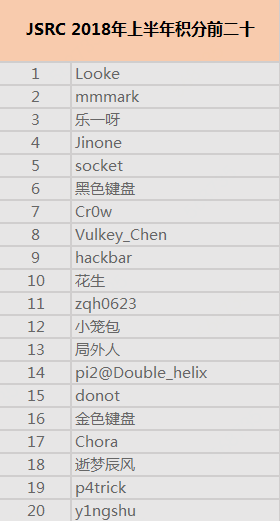 JSRC 2018年上半年积分前二十
1 Looke
2 mmmark
3 乐一呀
4 Jinone
5 socket
6 黑色键盘
7 Cr0w
8 Vulkey_Chen
9 hackbar
10 花生
11 zqh0623
12 小笼包
13 局外人
14 pi2@Double_helix
15 donot
16 金色键盘
17 Chora
18 逝梦辰风
19 p4trick
20 y1ngshu